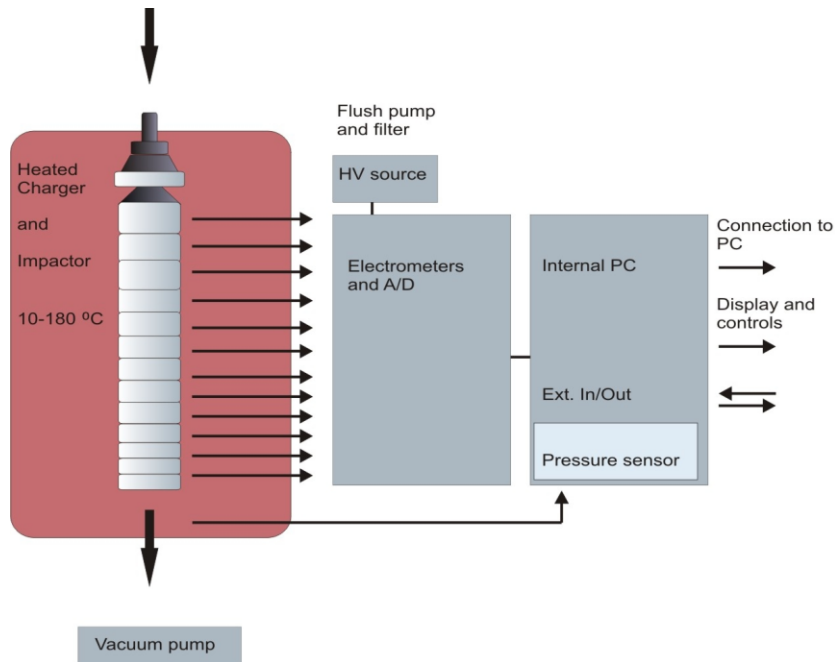 Heated
Charger
and
Impactor
10-180 ºC
Flush pump
and filter
HV source
Electrometers
and A/D
Internal PC
Ext. In/Out
Pressure sensor
Connection to
PC
Display and
controls
Vacuum pump